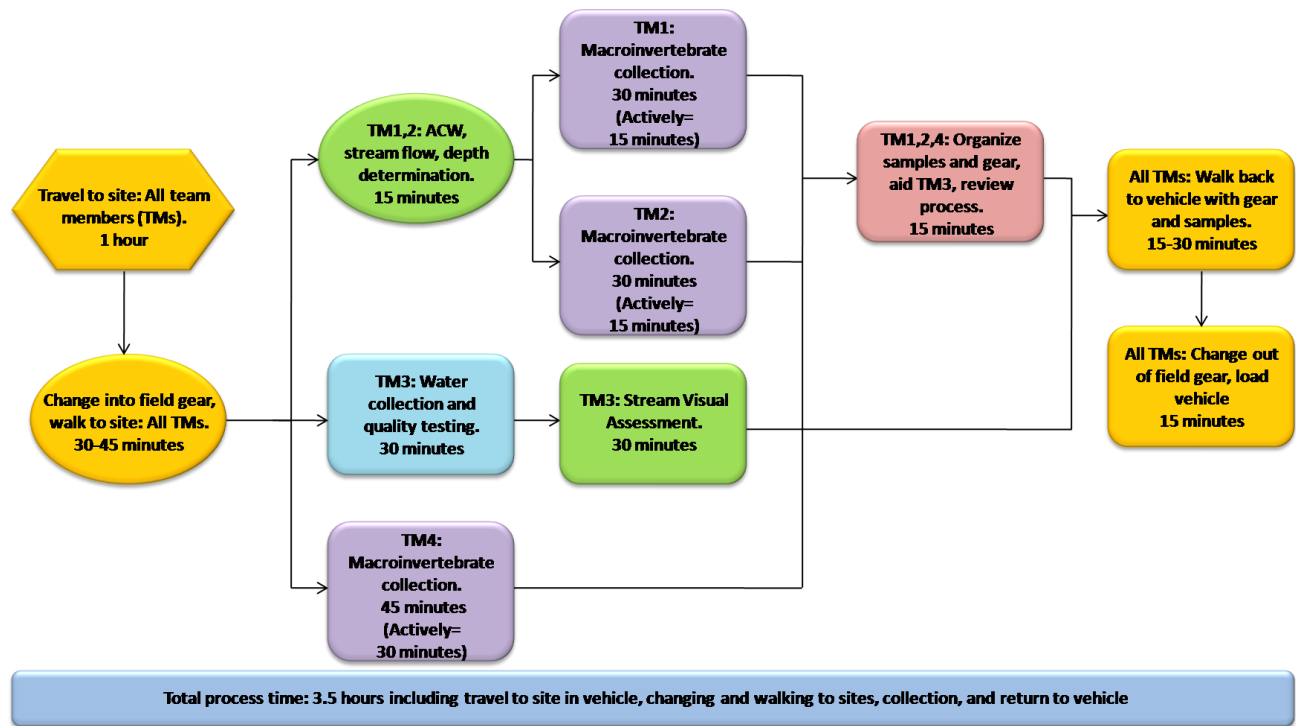 Travel to site: All team
members (TMs).
1 hour
Change into field gear,
walk to site: All TMs.
30-45 minutes
TM1,2: ACW,
stream flow, depth
determination.
15 minutes
TM3: Water
collection and
quality testing.
30 minutes
TM4:
Macroinvertebrate
collection.
45 minutes
(Actively=
30 minutes)
TM1:
Macroinvertebrate
collection.
30 minutes
(Actively=
15 minutes)
TM2:
Macroinvertebrate
collection.
30 minutes
(Actively=
15 minutes)
TM3: Stream Visual
Assessment.
30 minutes
TM1,2,4: Organize
samples and gear,
aid TM3, review
process.
15 minutes
All TMs: Walk back
to vehicle with gear
and samples.
15-30 minutes
All TMs: Change out
of field gear, load
vehicle
15 minutes
Total process time: 3.5 hours including travel to site in vehicle, changing and walking to sites, collection, and return to vehicle